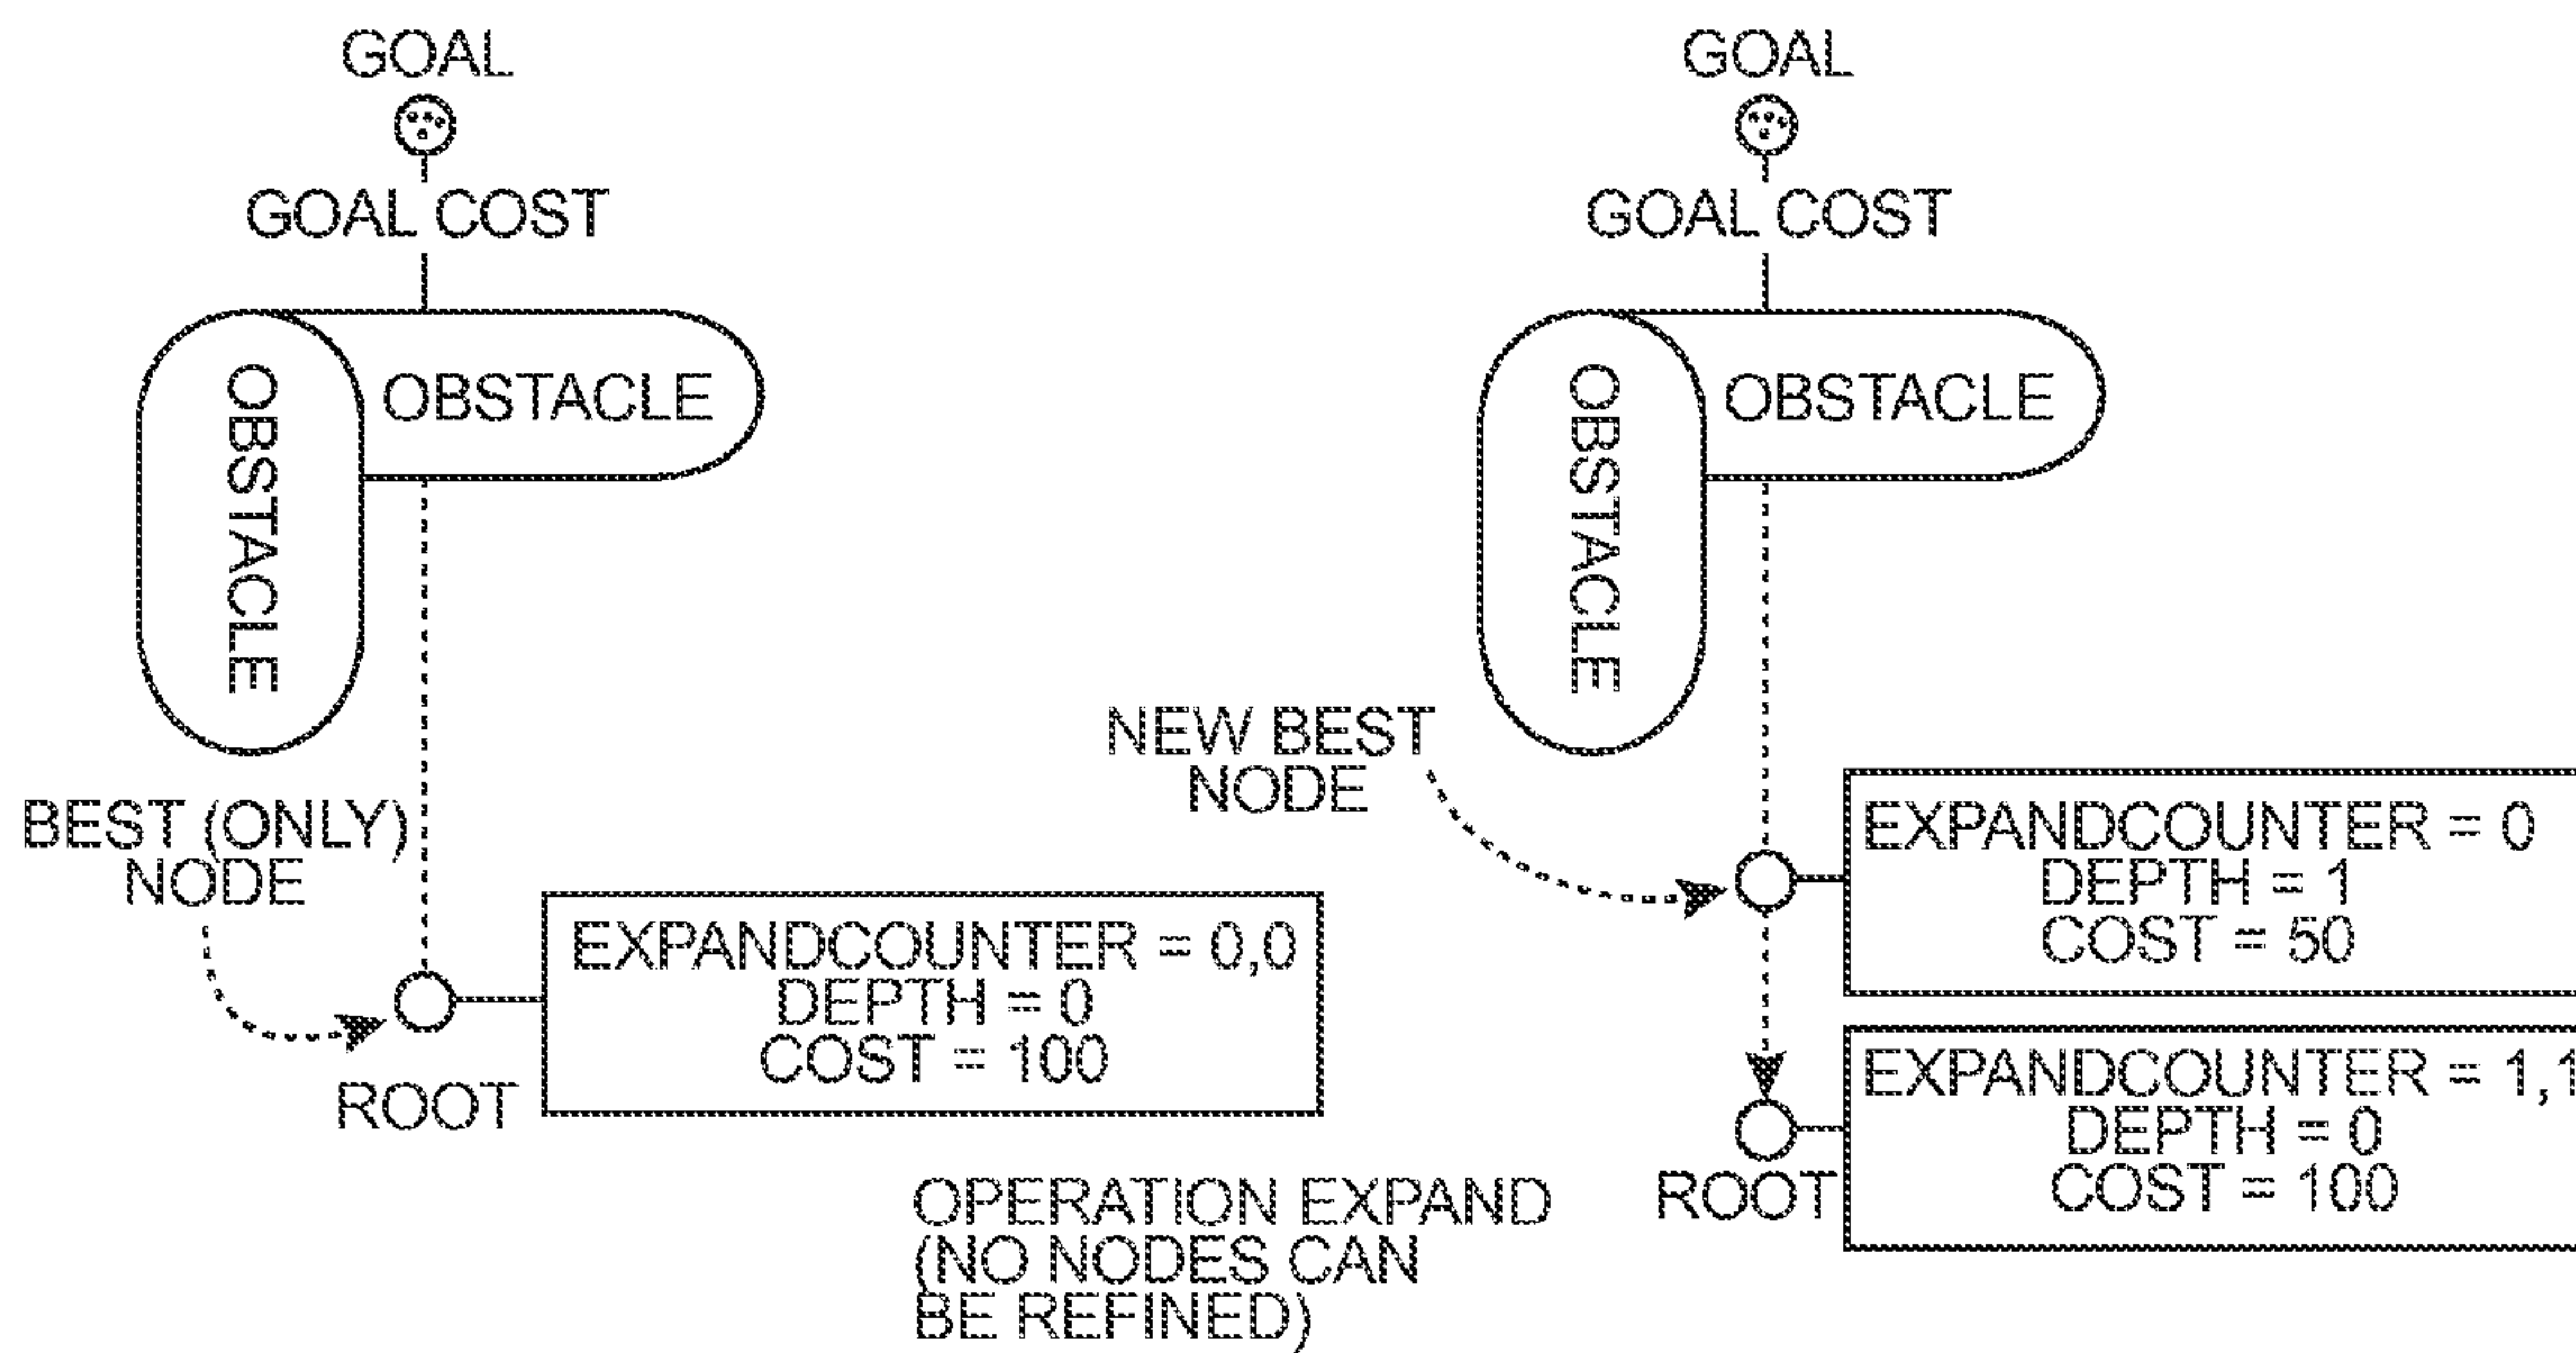 GOAL
GOAL COST
OBSTACLE
OBSTACLE
BEST (ONLY)
NODE
EXPANDCOUNTER = 0,0
DEPTH = 0
COST = 100
ROOT
OPERATION EXPAND
(NO NODES CAN
BE REFINED)
GOAL
GOAL COST
OBSTACLE
OBSTACLE
NEW BEST
NODE
EXPANDCOUNTER = 0
DEPTH = 1
COST = 50
EXPANDCOUNTER = 1,1
DEPTH = 0
COST = 100
ROOT